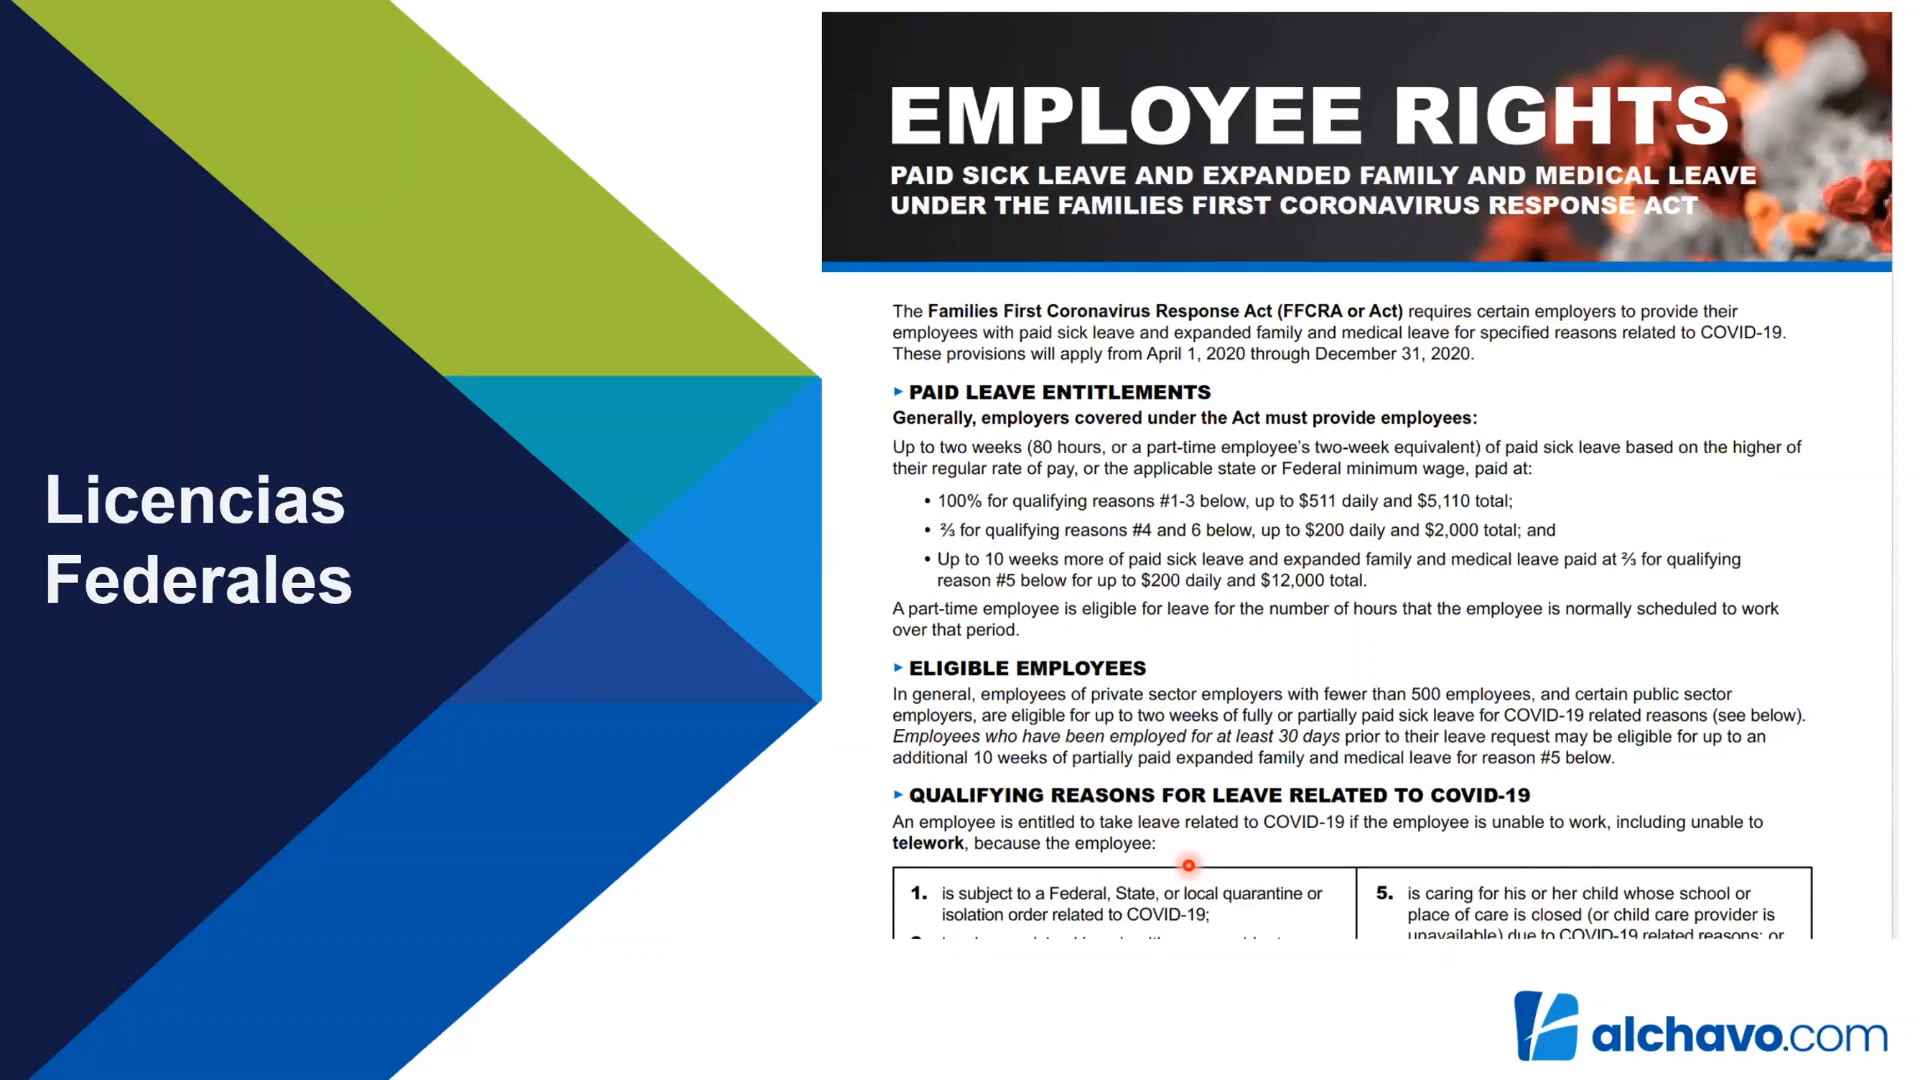 Licencias
Federales
EMPLOYEE RIGHTS
PAID SICK LEAVE AND EXPANDED FAMILY AND MEDICAL LEAVE
UNDER THE FAMILIES FIRST CORONAVIRUS RESPONSE ACT
The Families First Coronavirus Response Act (FFCRA or Act) requires certain employers to provide their
employees with paid sick leave and expanded family and medical leave for specified reasons related to COVID-19.
These provisions will apply from April 1, 2020 through December 31, 2020.
▸ PAID LEAVE ENTITLEMENTS
Generally, employers covered under the Act must provide employees:
Up to two weeks (80 hours, or a part-time employee's two-week equivalent) of paid sick leave based on the higher of
their regular rate of pay, or the applicable state or Federal minimum wage, paid at:
• 100% for qualifying reasons #1-3 below, up to $511 daily and $5,110 total;
• ⅔ for qualifying reasons #4 and 6 below, up to $200 daily and $2,000 total; and
• Up to 10 weeks more of paid sick leave and expanded family and medical leave paid at ⅔ for qualifying
reason #5 below for up to $200 daily and $12,000 total.
A part-time employee is eligible for leave for the number of hours that the employee is normally scheduled to work
over that period.
▸ ELIGIBLE EMPLOYEES
In general, employees of private sector employers with fewer than 500 employees, and certain public sector
employers, are eligible for up to two weeks of fully or partially paid sick leave for COVID-19 related reasons (see below).
Employees who have been employed for at least 30 days prior to their leave request may be eligible for up to an
additional 10 weeks of partially paid expanded family and medical leave for reason #5 below.
▸ QUALIFYING REASONS FOR LEAVE RELATED TO COVID-19
An employee is entitled to take leave related to COVID-19 if the employee is unable to work, including unable to
telework, because the employee:
1. is subject to a Federal, State, or local quarantine or
isolation order related to COVID-19;
5. is caring for his or her child whose school or
place of care is closed (or child care provider is
unavailable) due to COVID-19 related reasons; or
alchavo.com